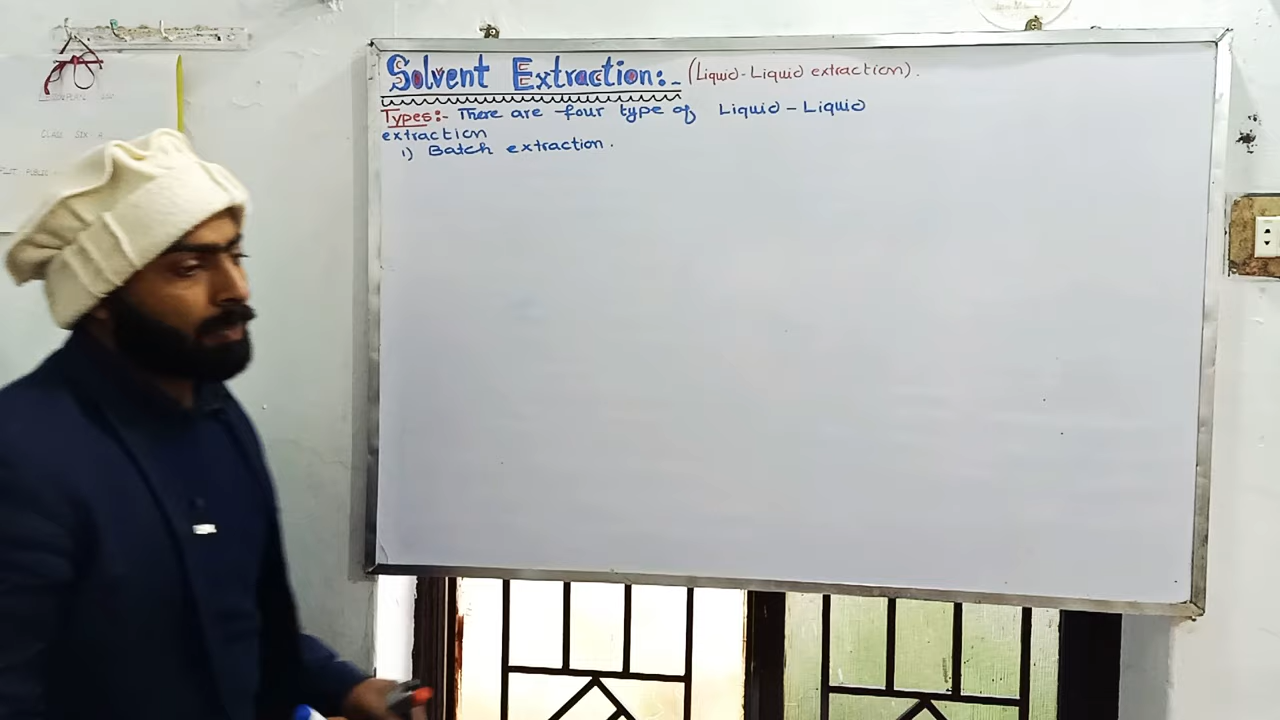 Solvent Extraction:- (Liquid-Liquid extraction).
Types:- There are four type of Liquid - Liquid
extraction
1) Batch extraction.